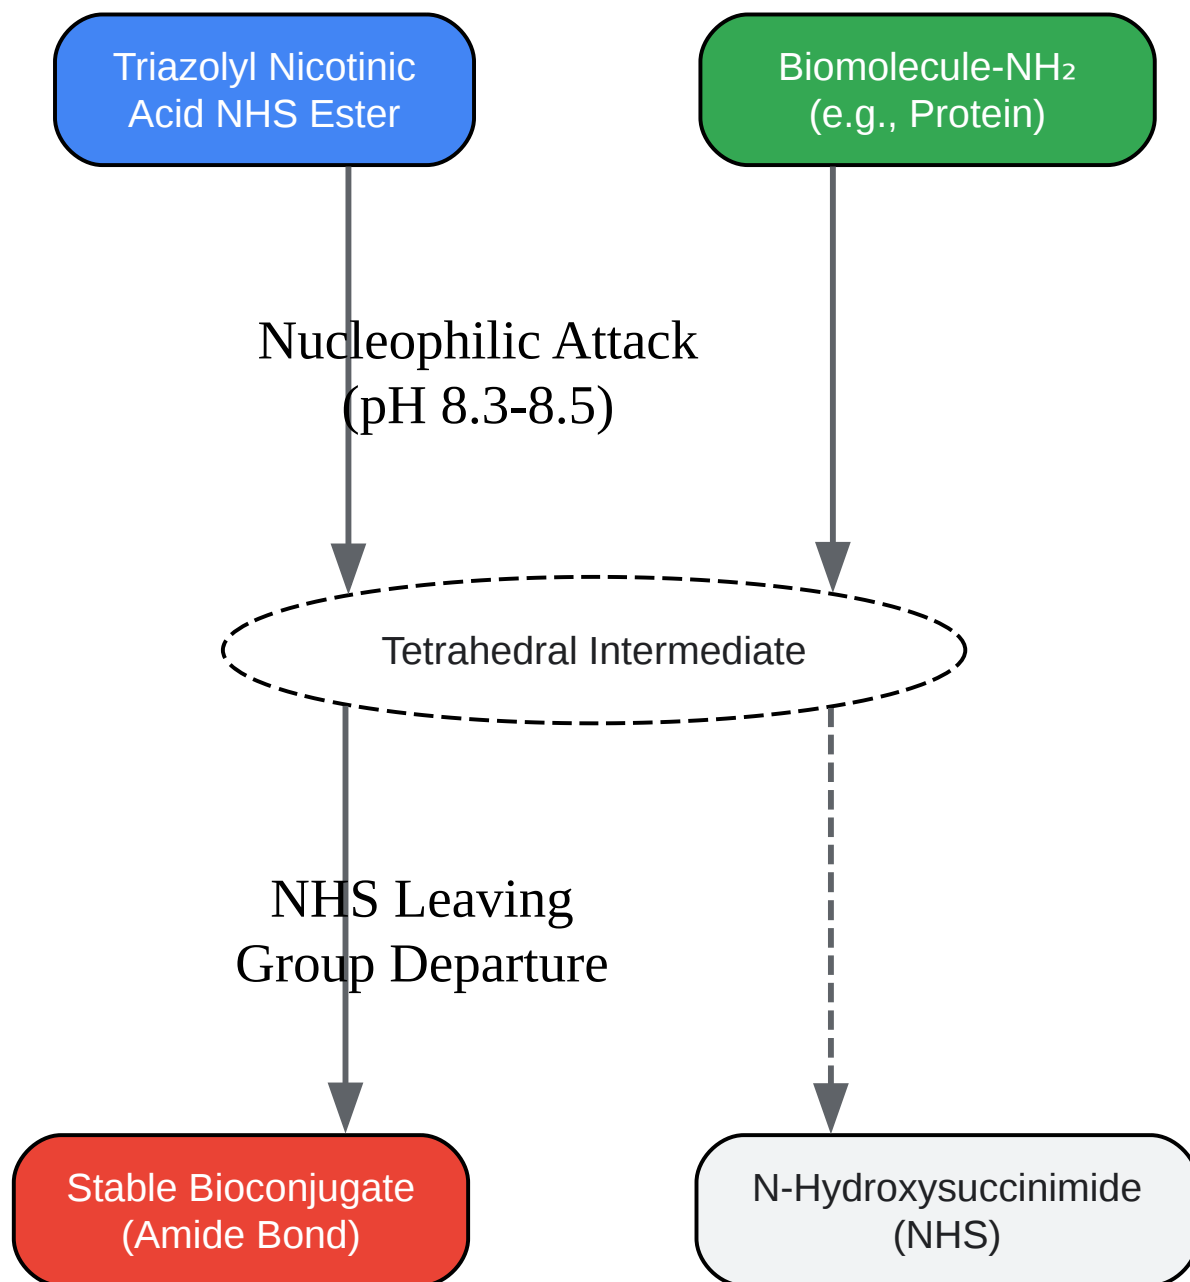 Triazolyl Nicotinic
Acid NHS Ester
Biomolecule-NH₂
(e.g., Protein)
Nucleophilic Attack
(pH 8.3-8.5)
Tetrahedral Intermediate
NHS Leaving
Group Departure
Stable Bioconjugate
(Amide Bond)
N-Hydroxysuccinimide
(NHS)